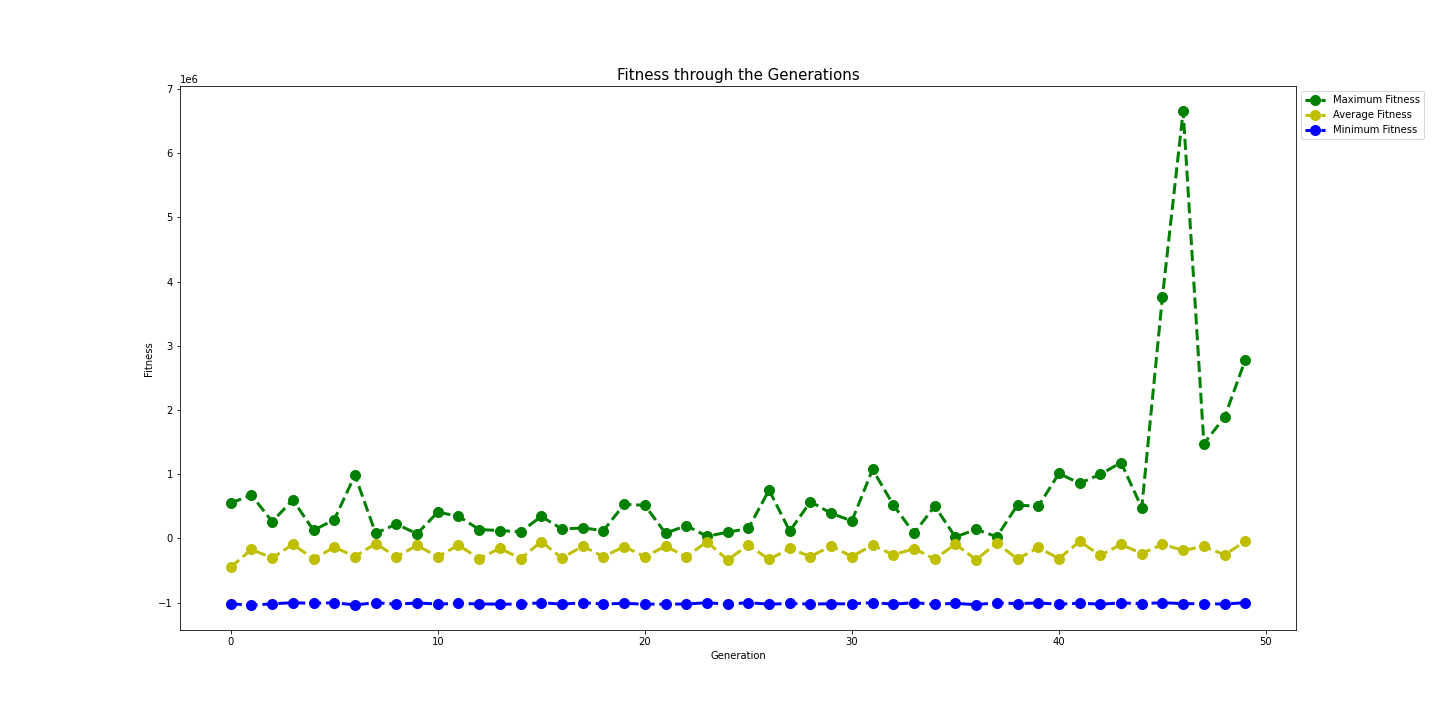 Fitness through the Generations
1e6
7
6
5
4
3
2
1
0
−1
Fitness
0 10 20 30 40 50
Generation
Maximum Fitness
Average Fitness
Minimum Fitness